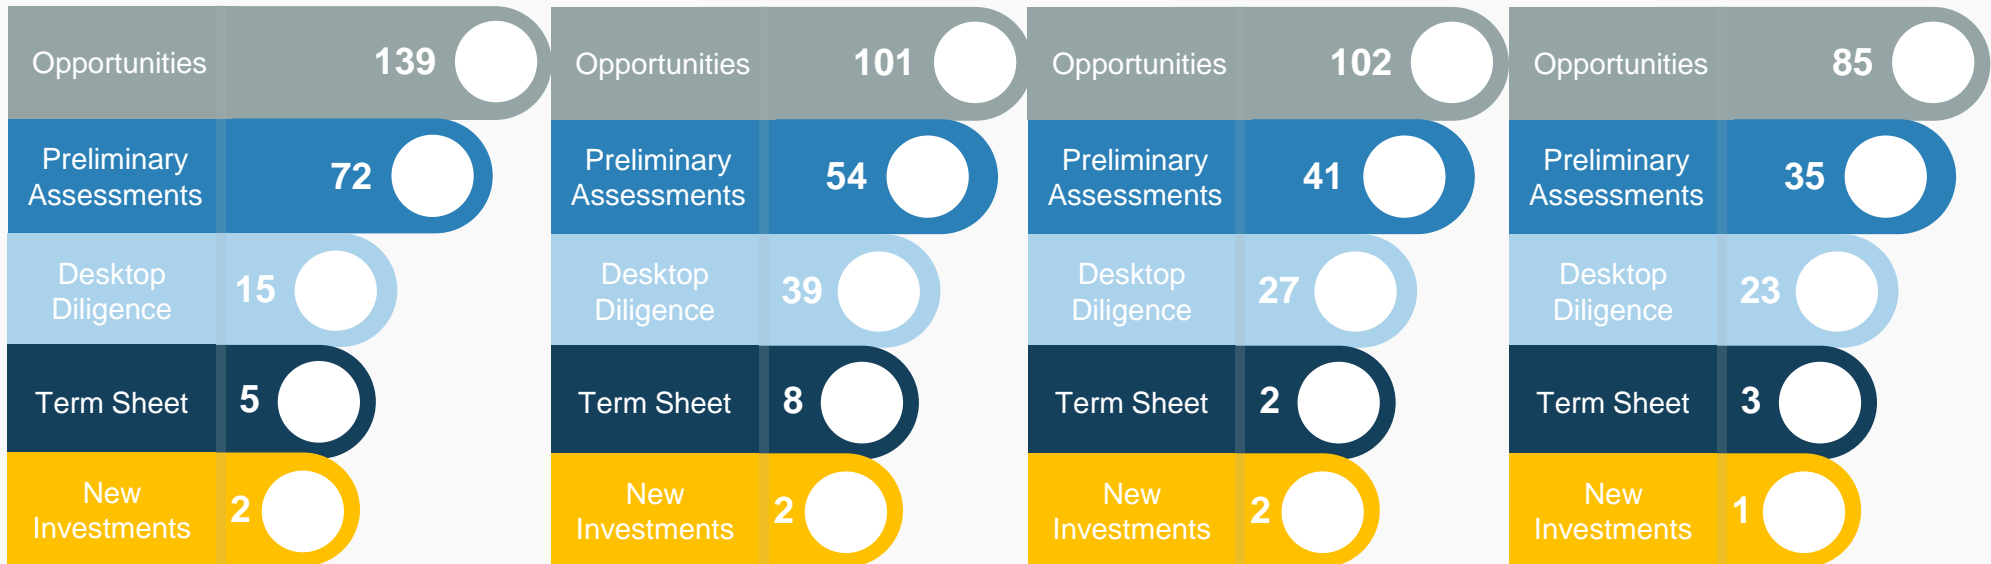 Opportunities 139
Preliminary
Assessments 72
Desktop
Diligence 15
Term Sheet 5
New
Investments 2
Opportunities 101
Preliminary
Assessments 54
Desktop
Diligence 39
Term Sheet 8
New
Investments 2
Opportunities 102
Preliminary
Assessments 41
Desktop
Diligence 27
Term Sheet 2
New
Investments 2
Opportunities 85
Preliminary
Assessments 35
Desktop
Diligence 23
Term Sheet 3
New
Investments 1